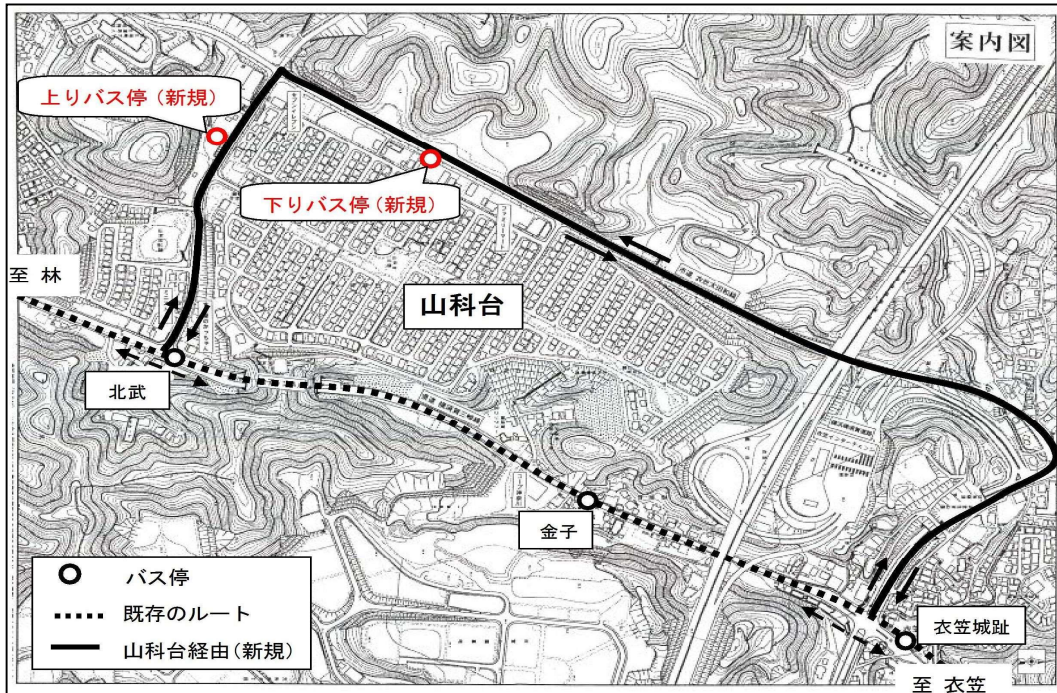 案内図
上りバス停（新規）
下りバス停（新規）
至 林
山科台
北武
金子
バス停
既存のルート
山科台経由（新規）
衣笠城趾
至 衣笠